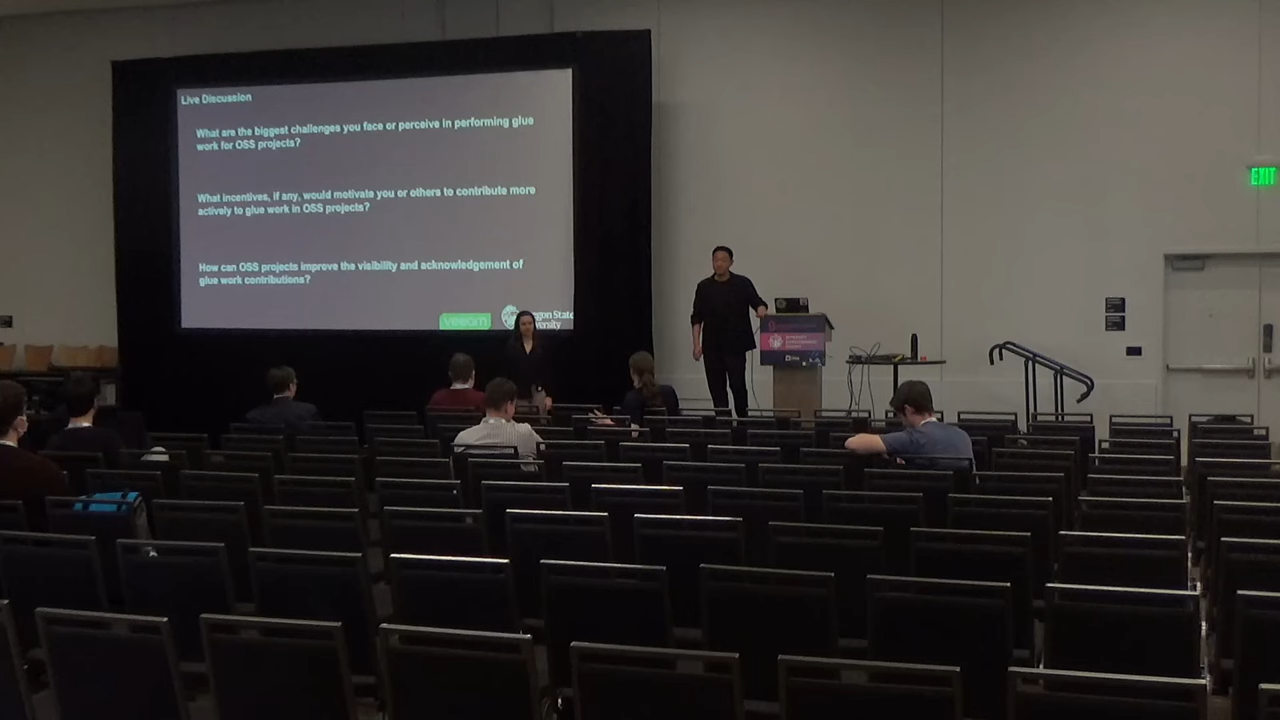 Live Discussion
What are the biggest challenges you face or perceive in performing glue
work for OSS projects?
What incentives, if any, would motivate you or others to contribute more
actively to glue work in OSS projects?
How can OSS projects improve the visibility and acknowledgement of
glue work contributions?
veeam
Oregon State
University
EXIT